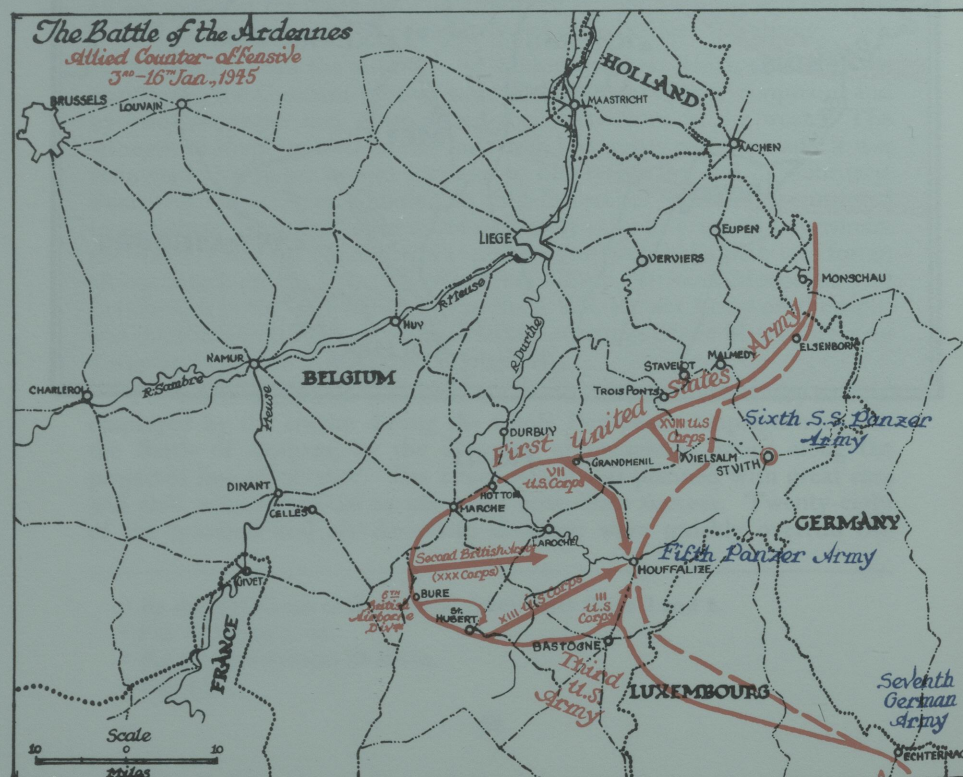 The Battle of the Ardennes
Allied Counter-offensive
3RD-16TH Jan., 1945
BRUSSELS
LOUVAIN
HOLLAND
MAASTRICHT
AACHEN
LIEGE
EUPEN
VERVIERS
MONSCHAU
R. Meuse
HUY
R. Ourthe
NAMUR
R. Sambre
CHARLEROI
BELGIUM
Meuse
ELSENBORN
MALMEDY
STAVELOT
TROIS PONTS
First United States Army
XVIII U.S
Corps
Sixth S.S. Panzer
Army
DURBUY
GRANDMENIL
VIELSALM
ST VITH
VII
U.S. Corps
HOTTON
DINANT
CELLES
MARCHE
LAROCHE
GERMANY
Second British Army
(XXX Corps)
Fifth Panzer Army
HOUFFALIZE
GIVET
6TH
British
Airborne
Divn
BURE
St.
HUBERT
XIII U.S Corps
III
U.S
Corps
BASTOGNE
FRANCE
Third
U.S
Army
LUXEMBOURG
Seventh
German
Army
Scale
10 0 10
Miles
ECHTERNAC